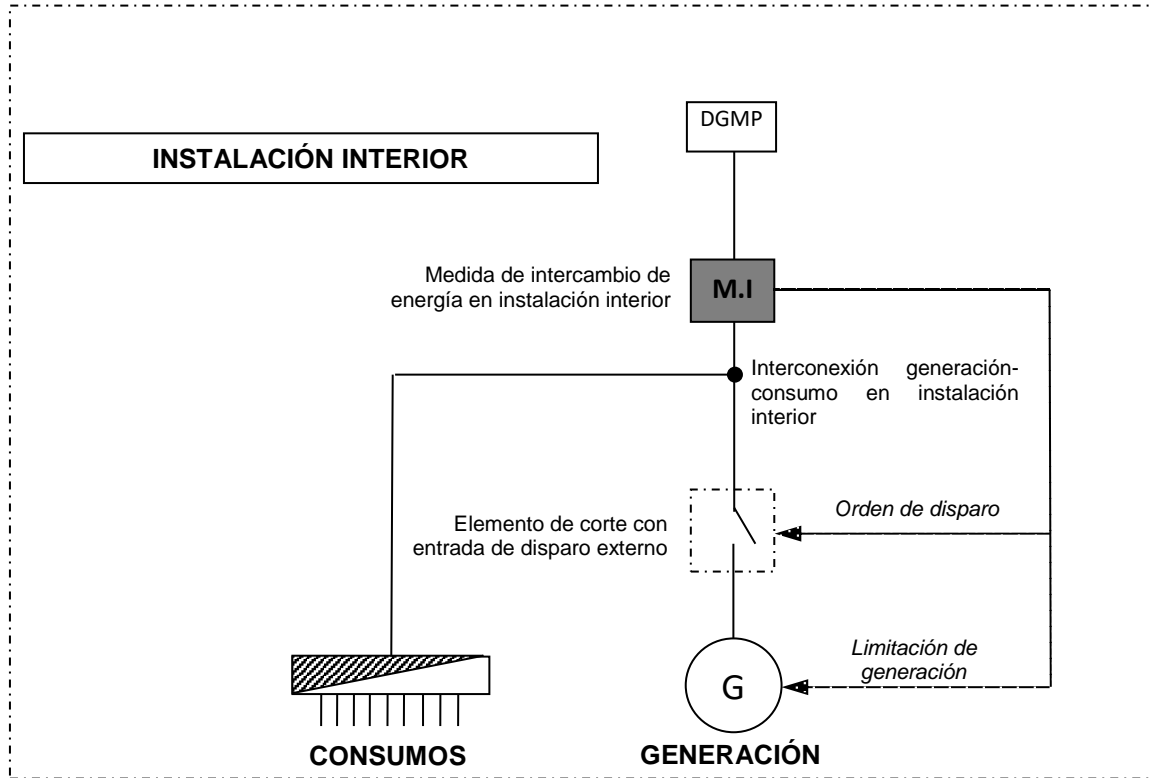 DGMP
INSTALACIÓN INTERIOR
Medida de intercambio de
energía en instalación interior
M.I
Interconexión generación-
consumo en instalación
interior
Elemento de corte con
entrada de disparo externo
Orden de disparo
Limitación de
generación
G
CONSUMOS
GENERACIÓN